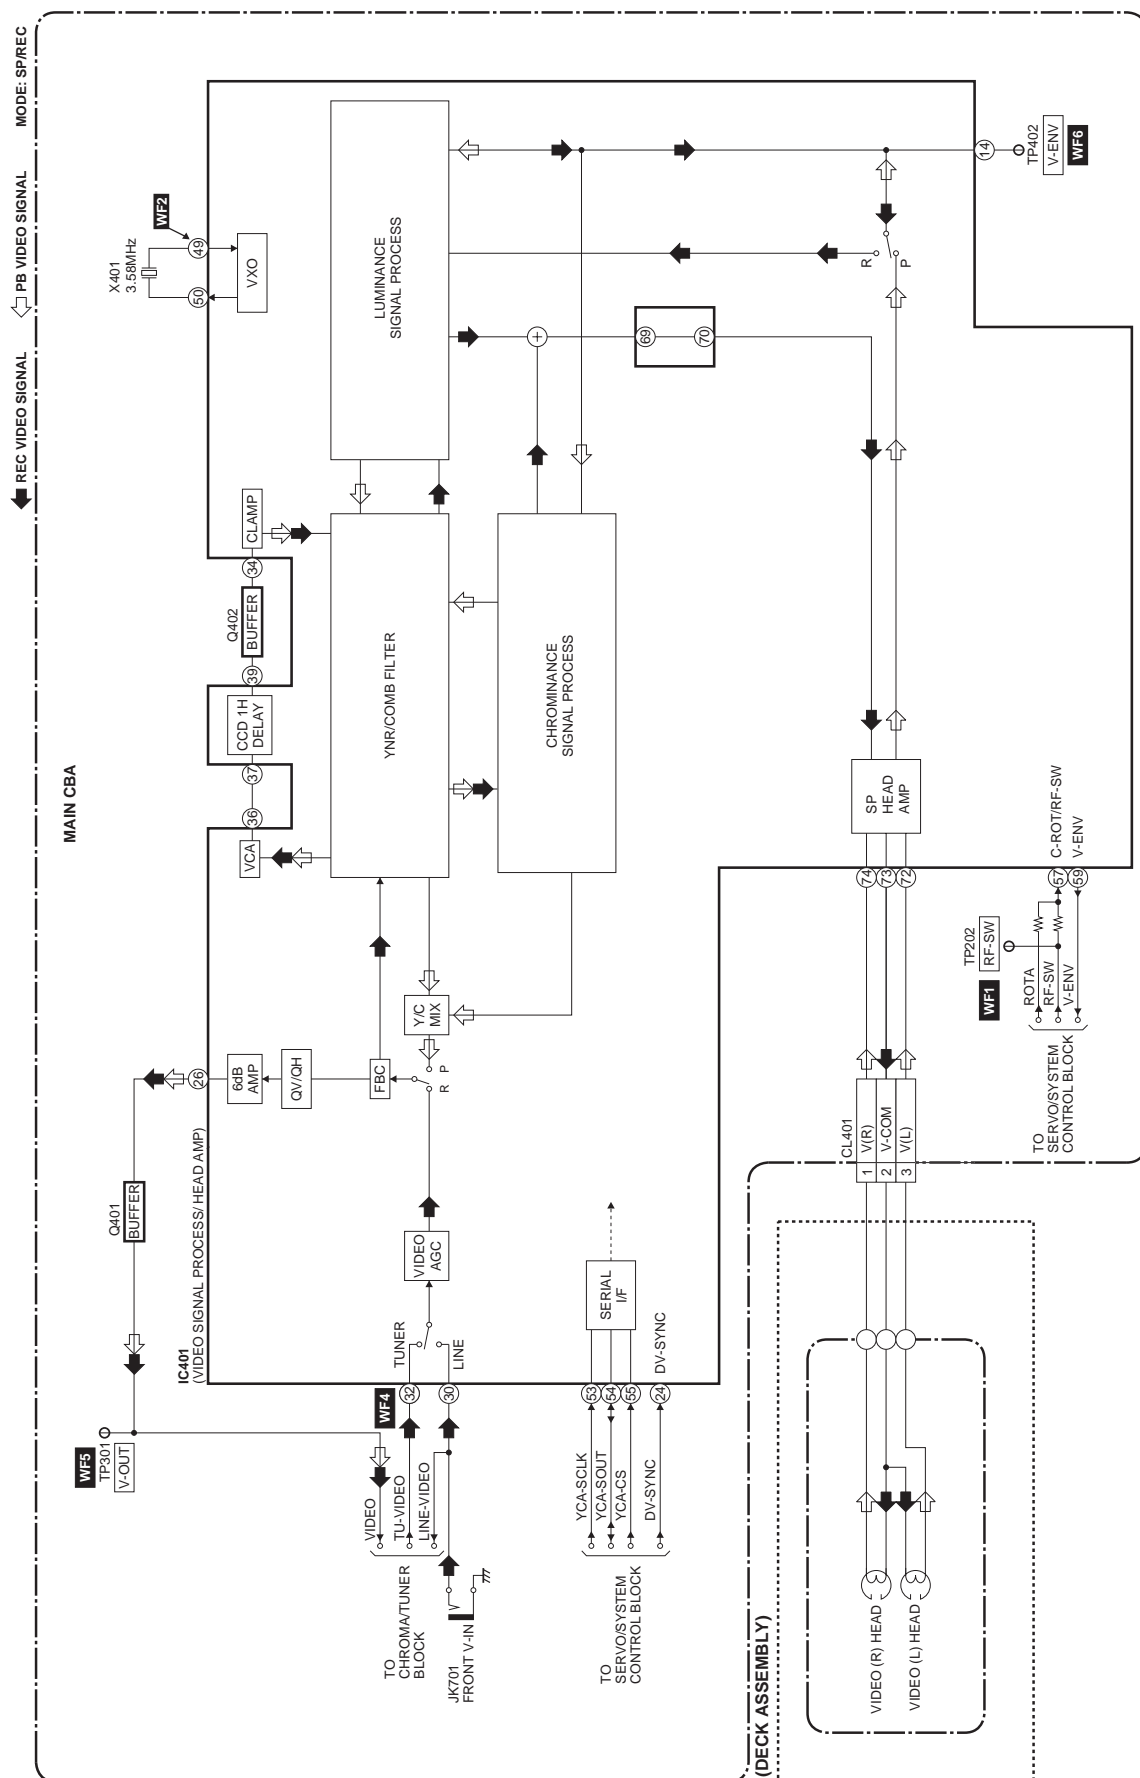 REC VIDEO SIGNAL
PB VIDEO SIGNAL
MODE: SP/REC
MAIN CBA
X401
3.58MHz
WF2
50
49
VXO
LUMINANCE
SIGNAL PROCESS
R
P
14
TP402
V-ENV
WF6
69
70
+
36
37
CCD 1H
DELAY
39
Q402
BUFFER
34
CLAMP
VCA
YNR/COMB FILTER
CHROMINANCE
SIGNAL PROCESS
SP
HEAD
AMP
74
73
72
57
C-ROT/RF-SW
59
V-ENV
TP202
RF-SW
WF1
ROTA
RF-SW
V-ENV
TO
SERVO/SYSTEM
CONTROL BLOCK
IC401
(VIDEO SIGNAL PROCESS/ HEAD AMP)
26
6dB
AMP
QV/QH
FBC
R
P
Y/C
MIX
Q401
BUFFER
WF5
TP301
V-OUT
VIDEO
AGC
TUNER
LINE
WF4
32
30
VIDEO
TU-VIDEO
LINE-VIDEO
TO
CHROMA/TUNER
BLOCK
JK701
FRONT V-IN
SERIAL
I/F
53
54
55
24
DV-SYNC
YCA-SCLK
YCA-SOUT
YCA-CS
DV-SYNC
TO
SERVO/SYSTEM
CONTROL BLOCK
CL401
1
V(R)
2
V-COM
3
V(L)
(DECK ASSEMBLY)
VIDEO (R) HEAD
VIDEO (L) HEAD